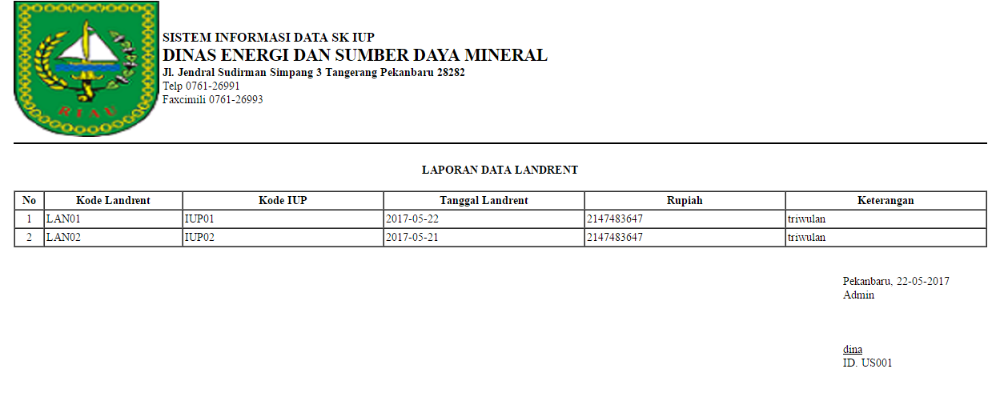 RIAU
SISTEM INFORMASI DATA SK IUP
DINAS ENERGI DAN SUMBER DAYA MINERAL
Jl. Jendral Sudirman Simpang 3 Tangerang Pekanbaru 28282
Telp 0761-26991
Faxcimili 0761-26993
LAPORAN DATA LANDRENT
No Kode Landrent Kode IUP Tanggal Landrent Rupiah Keterangan
1 LAN01 IUP01 2017-05-22 2147483647 triwulan
2 LAN02 IUP02 2017-05-21 2147483647 triwulan
Pekanbaru, 22-05-2017
Admin
dina
ID. US001